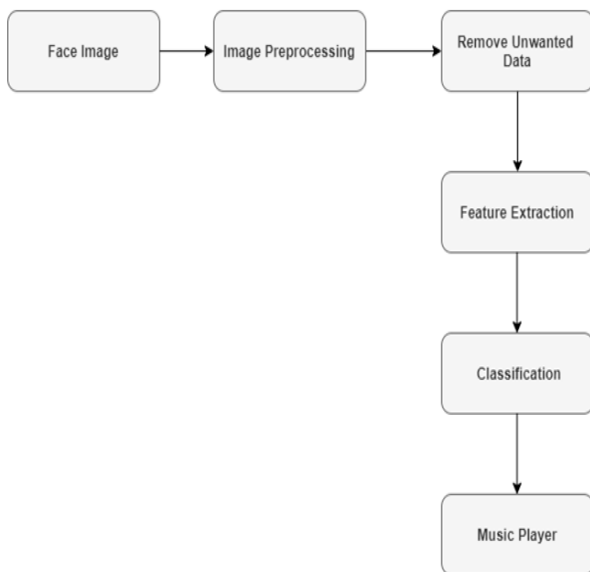 Face Image
Image Preprocessing
Remove Unwanted
Data
Feature Extraction
Classification
Music Player